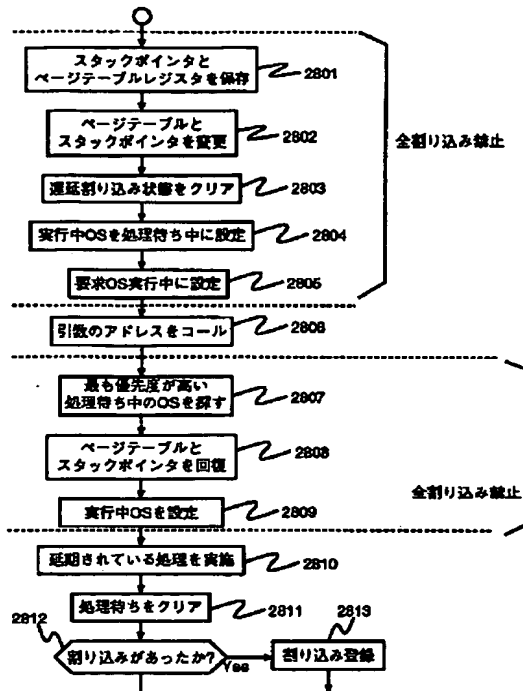 スタックポインタと
ページテーブルレジスタを保存
2801
ページテーブルと
スタックポインタを変更
2802
全割り込み禁止
遅延割り込み状態をクリア
2803
実行中OSを処理待ち中に設定
2804
要求OS実行中に設定
2805
引数のアドレスをコール
2806
最も優先度が高い
処理待ち中のOSを探す
2807
ページテーブルと
スタックポインタを回復
2808
全割り込み禁止
実行中OSを設定
2809
延期されている処理を実施
2810
処理待ちをクリア
2811
2812
2813
割り込みがあったか?
Yes
割り込み登録